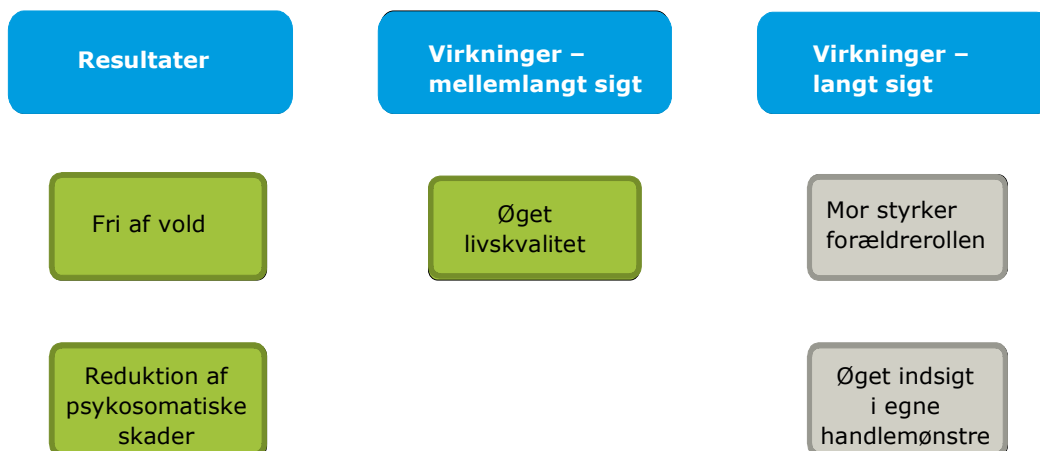 Resultater
Virkninger –
mellemlangt sigt
Virkninger –
langt sigt
Fri af vold
Øget
livskvalitet
Mor styrker
forældrerollen
Reduktion af
psykosomatiske
skader
Øget indsigt
i egne
handlemønstre